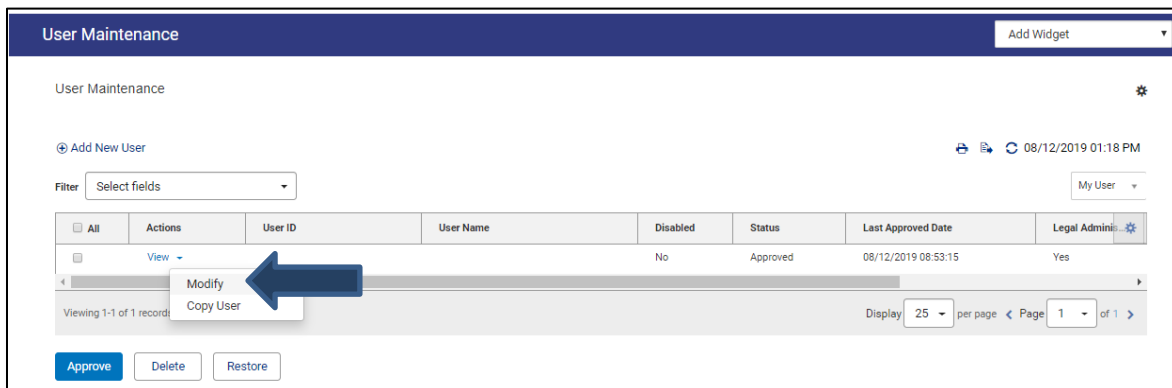 User Maintenance
Add Widget
User Maintenance
Add New User
08/12/2019 01:18 PM
Filter Select fields
My User
All Actions User ID User Name Disabled Status Last Approved Date Legal Adminis...
View No Approved 08/12/2019 08:53:15 Yes
Modify
Copy User
Viewing 1-1 of 1 record
Display 25 per page Page 1 of 1
Approve Delete Restore